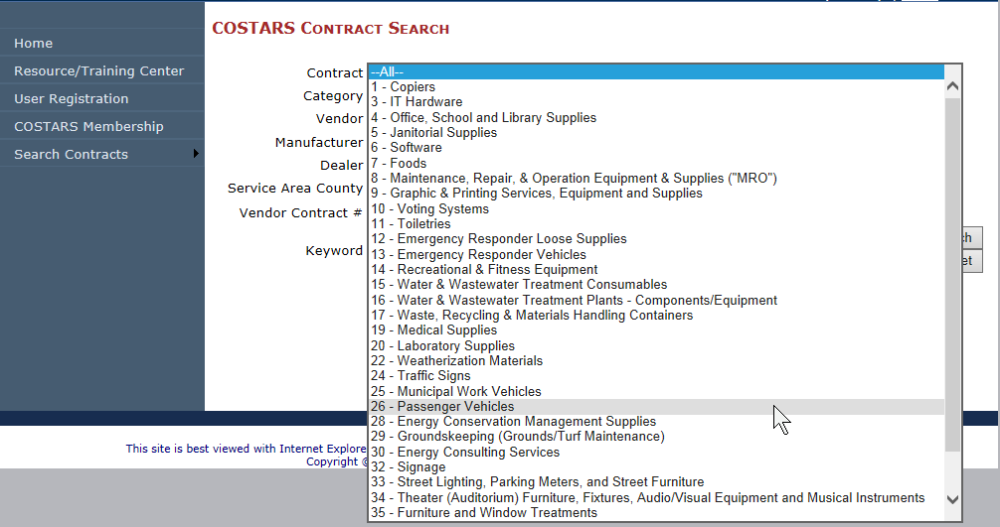 COSTARS CONTRACT SEARCH
Home
Resource/Training Center
User Registration
COSTARS Membership
Search Contracts
Contract
Category
Vendor
Manufacturer
Dealer
Service Area County
Vendor Contract #
Keyword
--All--
1 - Copiers
3 - IT Hardware
4 - Office, School and Library Supplies
5 - Janitorial Supplies
6 - Software
7 - Foods
8 - Maintenance, Repair, & Operation Equipment & Supplies ("MRO")
9 - Graphic & Printing Services, Equipment and Supplies
10 - Voting Systems
11 - Toiletries
12 - Emergency Responder Loose Supplies
13 - Emergency Responder Vehicles
14 - Recreational & Fitness Equipment
15 - Water & Wastewater Treatment Consumables
16 - Water & Wastewater Treatment Plants - Components/Equipment
17 - Waste, Recycling & Materials Handling Containers
19 - Medical Supplies
20 - Laboratory Supplies
22 - Weatherization Materials
24 - Traffic Signs
25 - Municipal Work Vehicles
26 - Passenger Vehicles
28 - Energy Conservation Management Supplies
29 - Groundskeeping (Grounds/Turf Maintenance)
30 - Energy Consulting Services
32 - Signage
33 - Street Lighting, Parking Meters, and Street Furniture
34 - Theater (Auditorium) Furniture, Fixtures, Audio/Visual Equipment and Musical Instruments
35 - Furniture and Window Treatments
ch
et
This site is best viewed with Internet Explore
Copyright